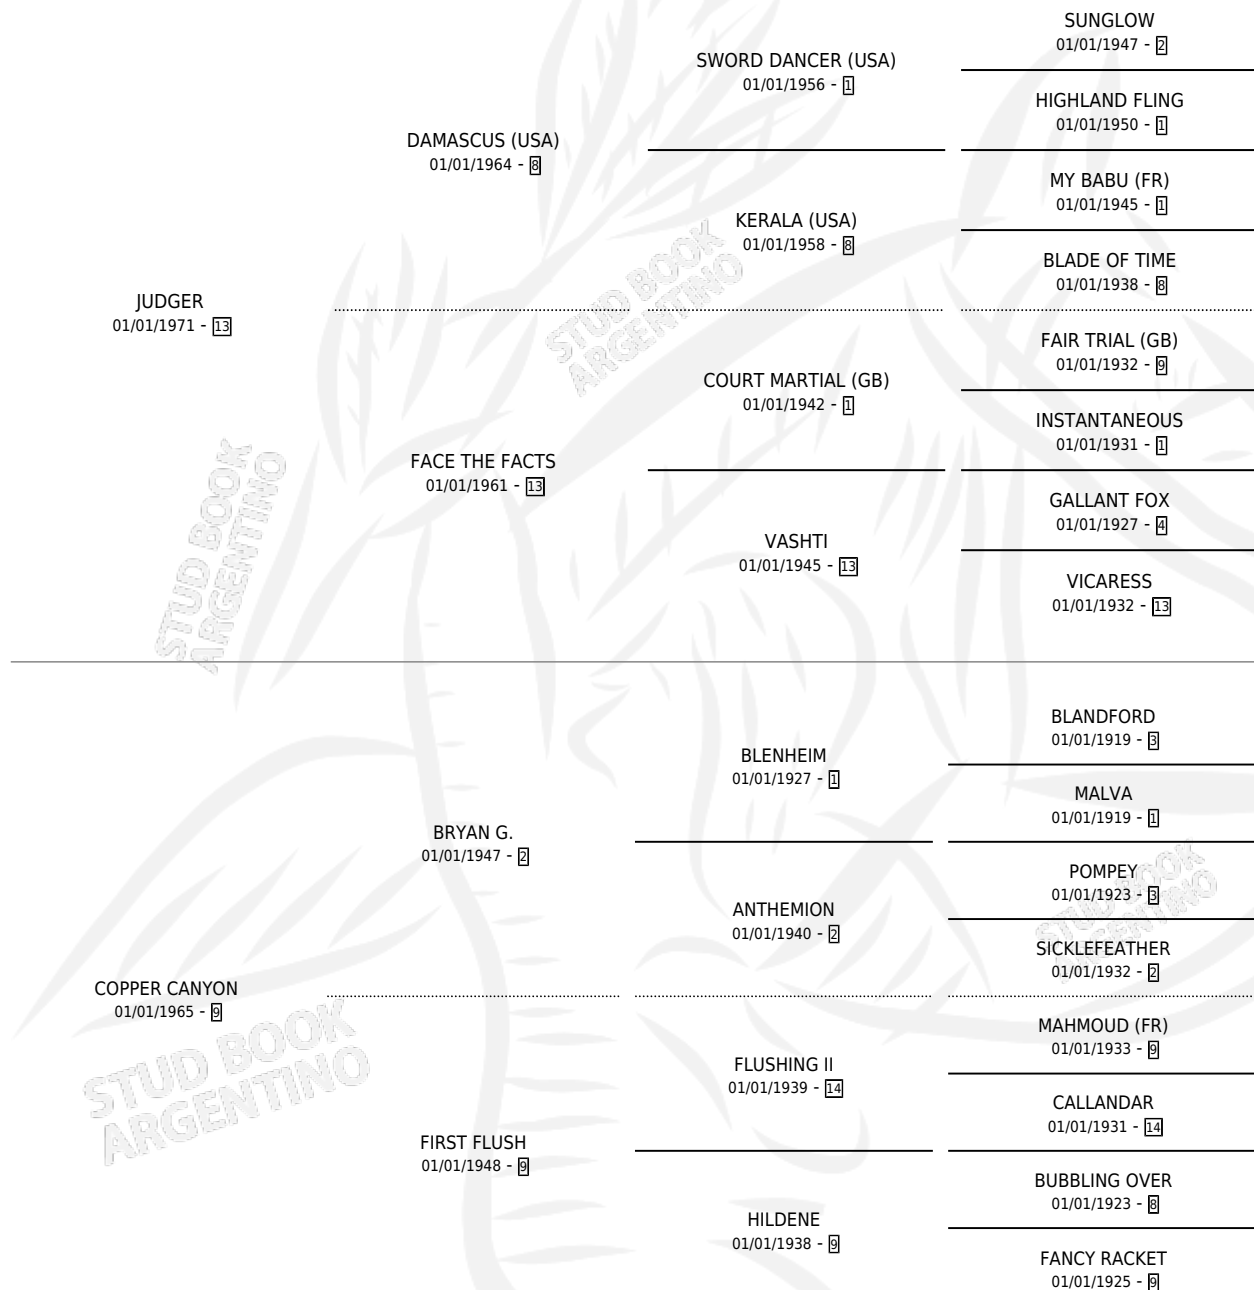 SUNGLOW
01/01/1947 - 2
SWORD DANCER (USA)
01/01/1956 - 1
HIGHLAND FLING
01/01/1950 - 1
DAMASCUS (USA)
01/01/1964 - 8
MY BABU (FR)
01/01/1945 - 1
KERALA (USA)
01/01/1958 - 8
BLADE OF TIME
01/01/1938 - 8
JUDGER
01/01/1971 - 13
STUD BOOK
ARGENTINO
FAIR TRIAL (GB)
01/01/1932 - 9
COURT MARTIAL (GB)
01/01/1942 - 1
INSTANTANEOUS
01/01/1931 - 1
FACE THE FACTS
01/01/1961 - 13
GALLANT FOX
01/01/1927 - 4
VASHTI
01/01/1945 - 13
VICARESS
01/01/1932 - 13
STUD BOOK
ARGENTINO
BLANDFORD
01/01/1919 - 3
BLENHEIM
01/01/1927 - 1
MALVA
01/01/1919 - 1
BRYAN G.
01/01/1947 - 2
POMPEY
01/01/1923 - 3
ANTHEMION
01/01/1940 - 2
SICKLEFEATHER
01/01/1932 - 2
STUD BOOK
ARGENTINO
COPPER CANYON
01/01/1965 - 9
MAHMOUD (FR)
01/01/1933 - 9
FLUSHING II
01/01/1939 - 14
CALLANDAR
01/01/1931 - 14
STUD BOOK
ARGENTINO
FIRST FLUSH
01/01/1948 - 9
BUBBLING OVER
01/01/1923 - 8
HILDENE
01/01/1938 - 9
FANCY RACKET
01/01/1925 - 9